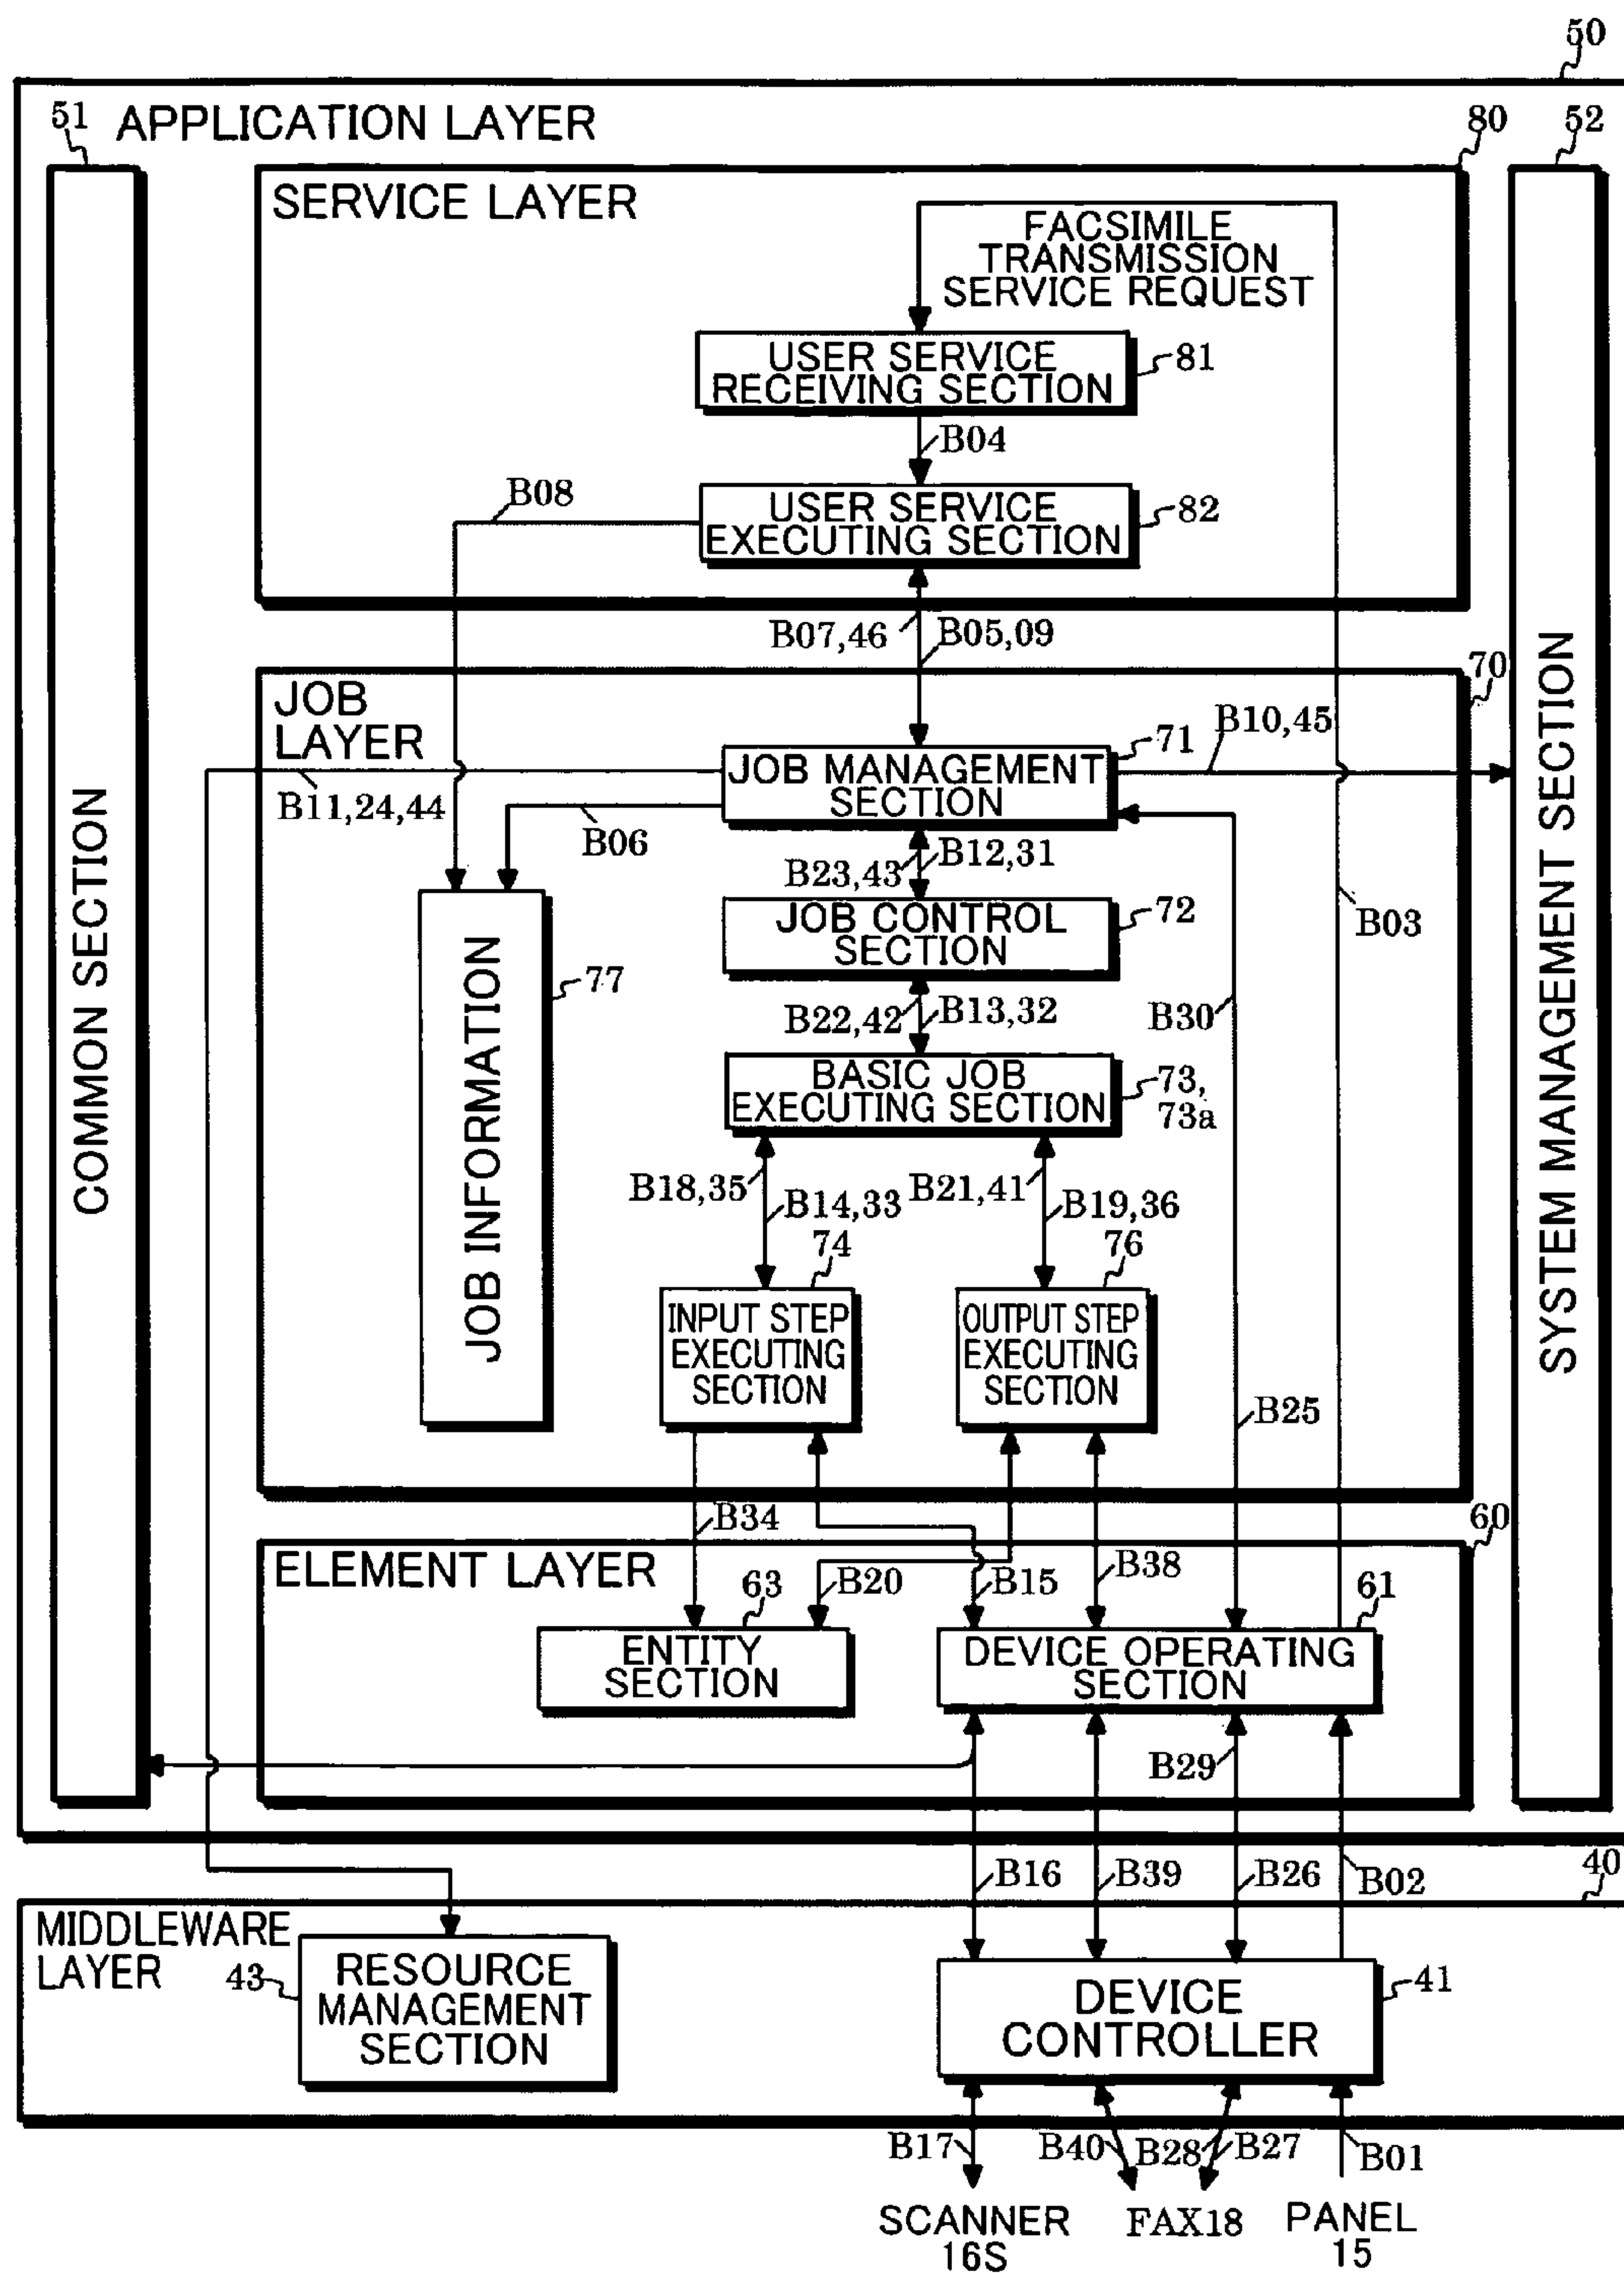 50
51 APPLICATION LAYER
80
52
SERVICE LAYER
FACSIMILE
TRANSMISSION
SERVICE REQUEST
USER SERVICE
RECEIVING SECTION
81
B04
B08
USER SERVICE
EXECUTING SECTION
82
B07,46
B05,09
COMMON SECTION
SYSTEM MANAGEMENT SECTION
70
JOB
LAYER
71
B10,45
JOB MANAGEMENT
SECTION
B11,24,44
B06
B12,31
B23,43
JOB CONTROL
SECTION
72
B03
JOB INFORMATION
77
B22,42
B13,32
B30
BASIC JOB
EXECUTING SECTION
73,
73a
B18,35
B14,33
B21,41
B19,36
74
76
INPUT STEP
EXECUTING
SECTION
OUTPUT STEP
EXECUTING
SECTION
B25
B34
60
ELEMENT LAYER
63
B20
B15
B38
61
ENTITY
SECTION
DEVICE OPERATING
SECTION
B29
B16
B39
B26
B02
40
MIDDLEWARE
LAYER
43
RESOURCE
MANAGEMENT
SECTION
DEVICE
CONTROLLER
41
B17
B40
B28
B27
B01
SCANNER
16S
FAX18
PANEL
15